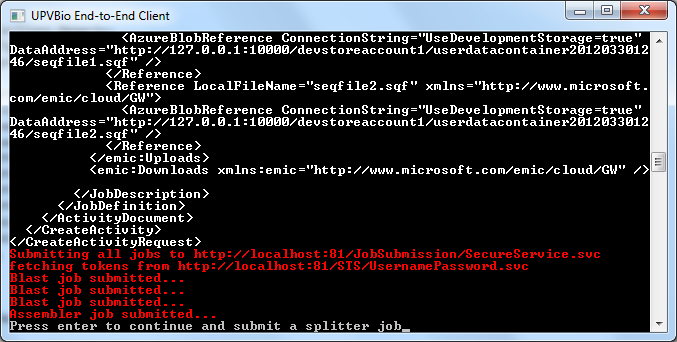 UPVBio End-to-End Client
<AzureBlobReference ConnectionString="UseDevelopmentStorage=true"
DataAddress="http://127.0.0.1:10000/devstoreaccount1/userdatacontainer2012033012
46/seqfile1.sqf" />
</Reference>
<Reference LocalFileName="seqfile2.sqf" xmlns="http://www.microsoft.
com/emic/cloud/GW">
<AzureBlobReference ConnectionString="UseDevelopmentStorage=true"
DataAddress="http://127.0.0.1:10000/devstoreaccount1/userdatacontainer2012033012
46/seqfile2.sqf" />
</Reference>
</emic:Uploads>
<emic:Downloads xmlns:emic="http://www.microsoft.com/emic/cloud/GW" />
</JobDescription>
</JobDefinition>
</ActivityDocument>
</CreateActivity>
</CreateActivityRequest>
Submitting all jobs to http://localhost:81/JobSubmission/SecureService.svc
fetching tokens from http://localhost:81/STS/UsernamePassword.svc
Blast job submitted...
Blast job submitted...
Blast job submitted...
Assembler job submitted...
Press enter to continue and submit a splitter job_